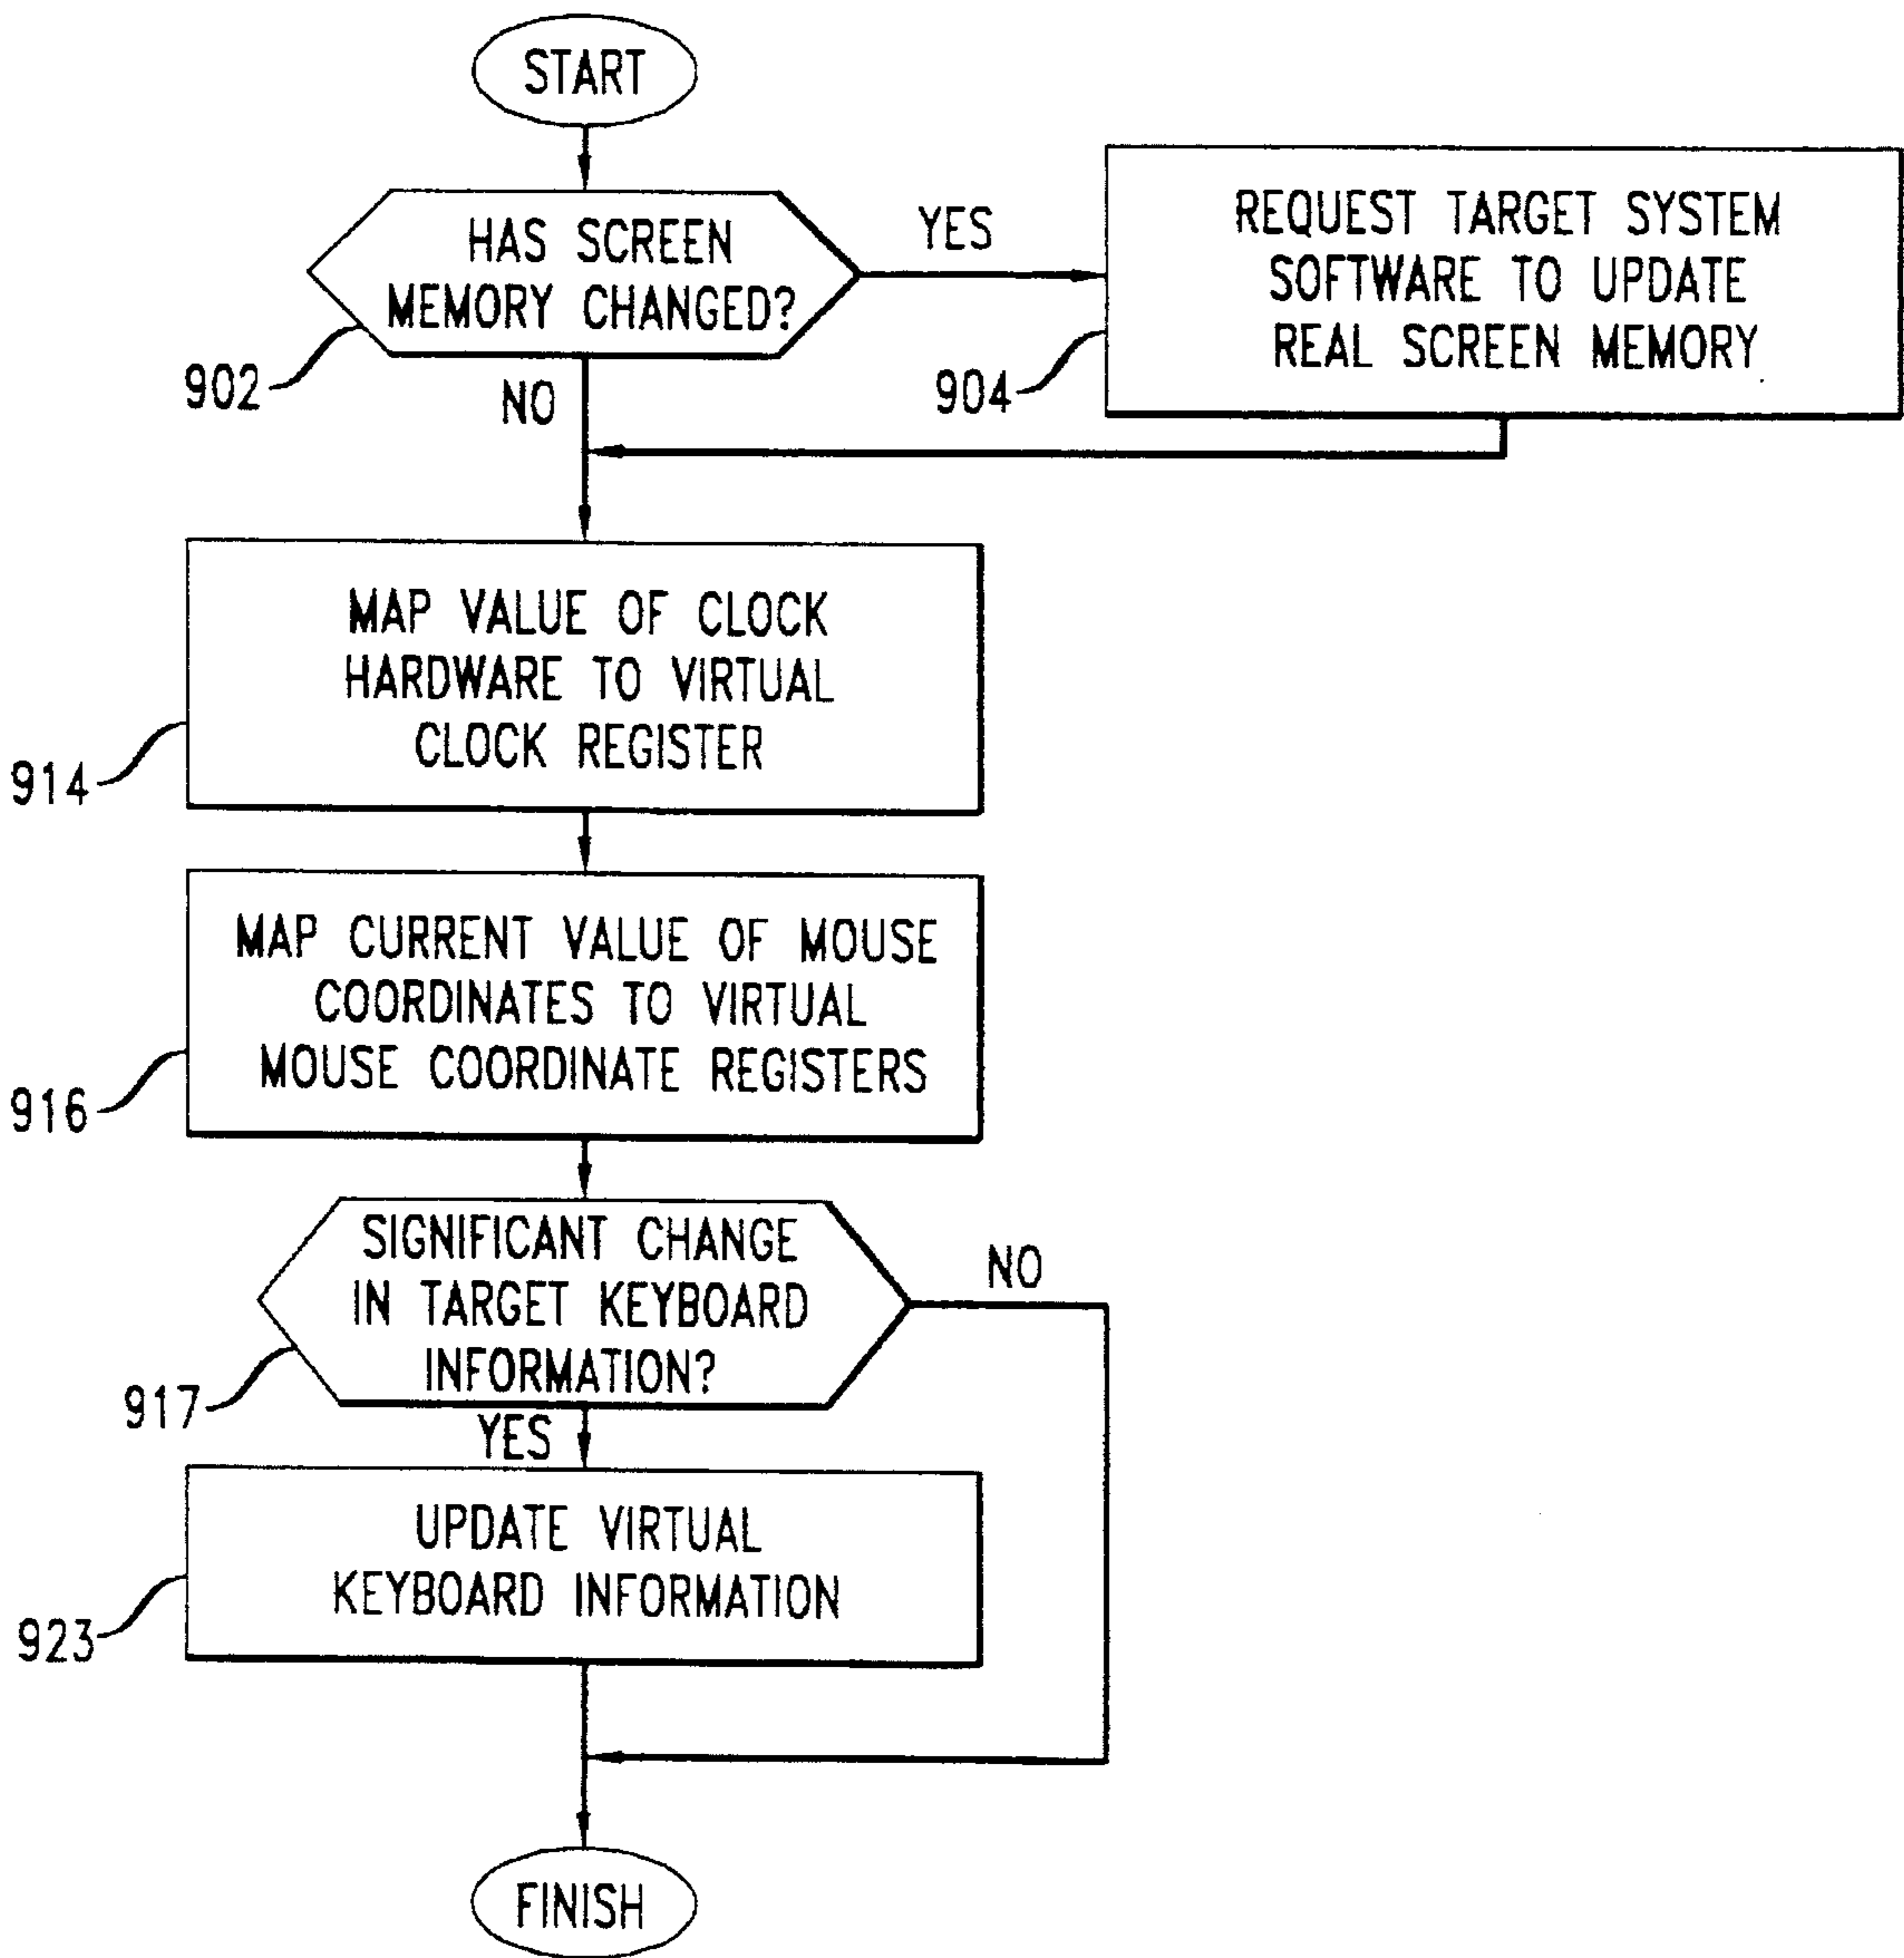 START
HAS SCREEN
MEMORY CHANGED?
902
YES
REQUEST TARGET SYSTEM
SOFTWARE TO UPDATE
REAL SCREEN MEMORY
904
NO
MAP VALUE OF CLOCK
HARDWARE TO VIRTUAL
CLOCK REGISTER
914
MAP CURRENT VALUE OF MOUSE
COORDINATES TO VIRTUAL
MOUSE COORDINATE REGISTERS
916
SIGNIFICANT CHANGE
IN TARGET KEYBOARD
INFORMATION?
917
NO
YES
UPDATE VIRTUAL
KEYBOARD INFORMATION
923
FINISH